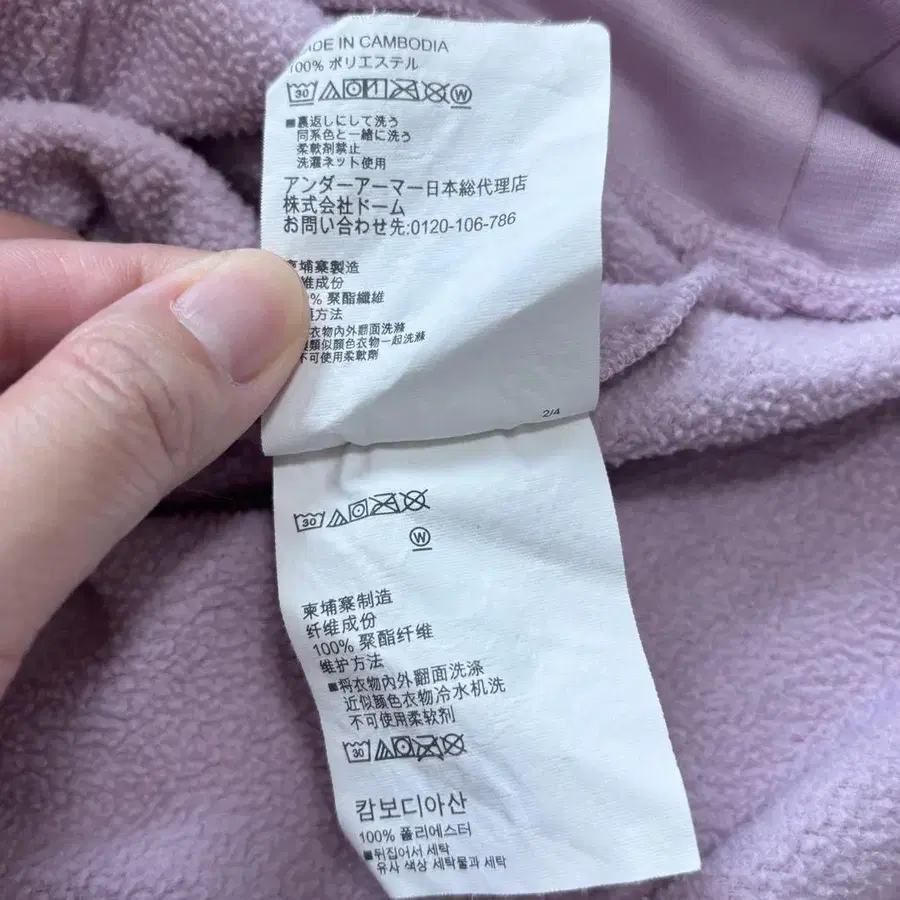 MADE IN CAMBODIA
100% ポリエステル
30 W
■裏返しにして洗う
同系色と一緒に洗う
柔軟剤禁止
洗濯ネット使用
アンダーアーマー日本総代理店
株式会社ドーム
お問い合わせ先:0120-106-786
柬埔寨製造
維成份
% 聚酯纖維
方法
衣物內外翻面洗滌
類似顏色衣物一起洗滌
不可使用柔軟劑
2/4
30
W
柬埔寨制造
纤维成份
100% 聚酯纤维
维护方法
■将衣物内外翻面洗涤
近似颜色衣物冷水机洗
不可使用柔软剂
30
캄보디아산
100% 폴리에스터
■뒤집어서 세탁
유사 색상 세탁물과 세탁